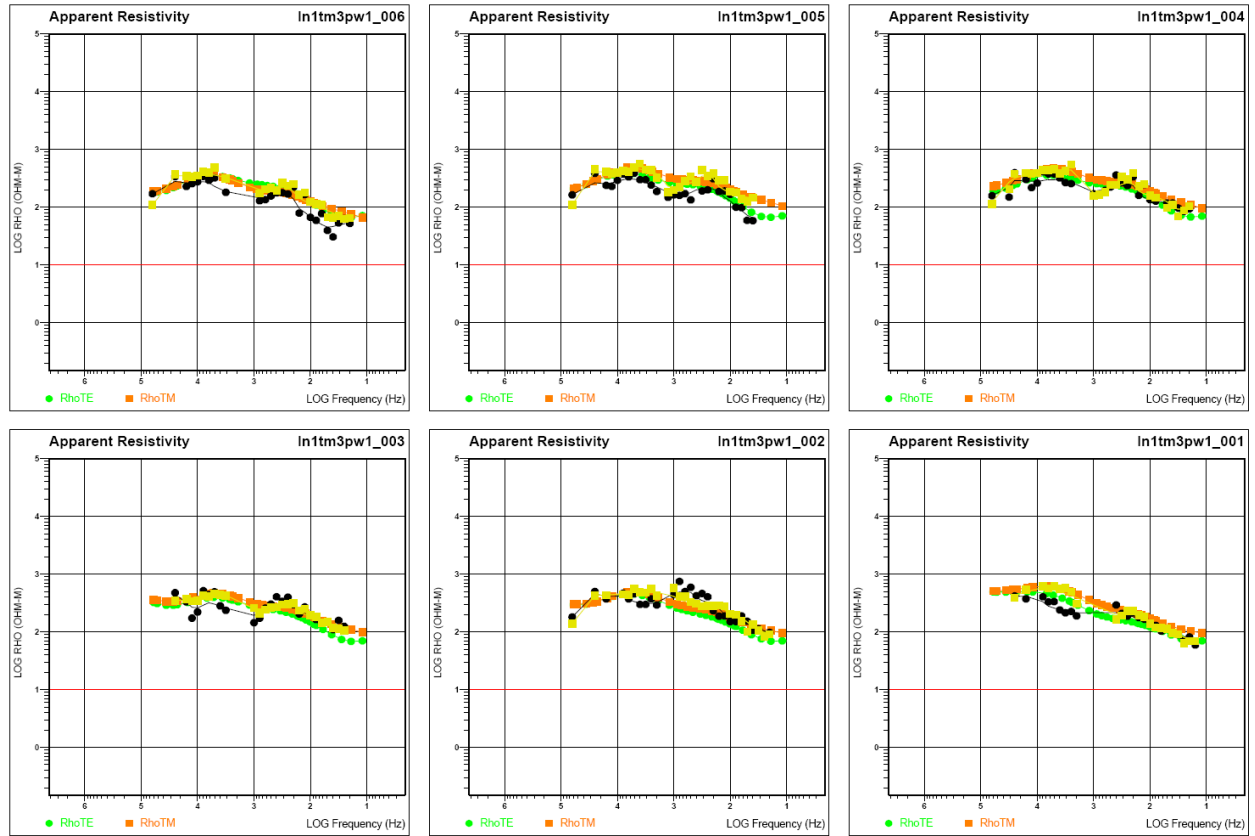 Apparent Resistivity ln1tm3pw1_006
5
4
3
2
1
0
LOG RHO (OHM-M)
6 5 4 3 2 1
RhoTE RhoTM LOG Frequency (Hz)
Apparent Resistivity ln1tm3pw1_005
5
4
3
2
1
0
LOG RHO (OHM-M)
6 5 4 3 2 1
RhoTE RhoTM LOG Frequency (Hz)
Apparent Resistivity ln1tm3pw1_004
5
4
3
2
1
0
LOG RHO (OHM-M)
6 5 4 3 2 1
RhoTE RhoTM LOG Frequency (Hz)
Apparent Resistivity ln1tm3pw1_003
5
4
3
2
1
0
LOG RHO (OHM-M)
6 5 4 3 2 1
RhoTE RhoTM LOG Frequency (Hz)
Apparent Resistivity ln1tm3pw1_002
5
4
3
2
1
0
LOG RHO (OHM-M)
6 5 4 3 2 1
RhoTE RhoTM LOG Frequency (Hz)
Apparent Resistivity ln1tm3pw1_001
5
4
3
2
1
0
LOG RHO (OHM-M)
6 5 4 3 2 1
RhoTE RhoTM LOG Frequency (Hz)